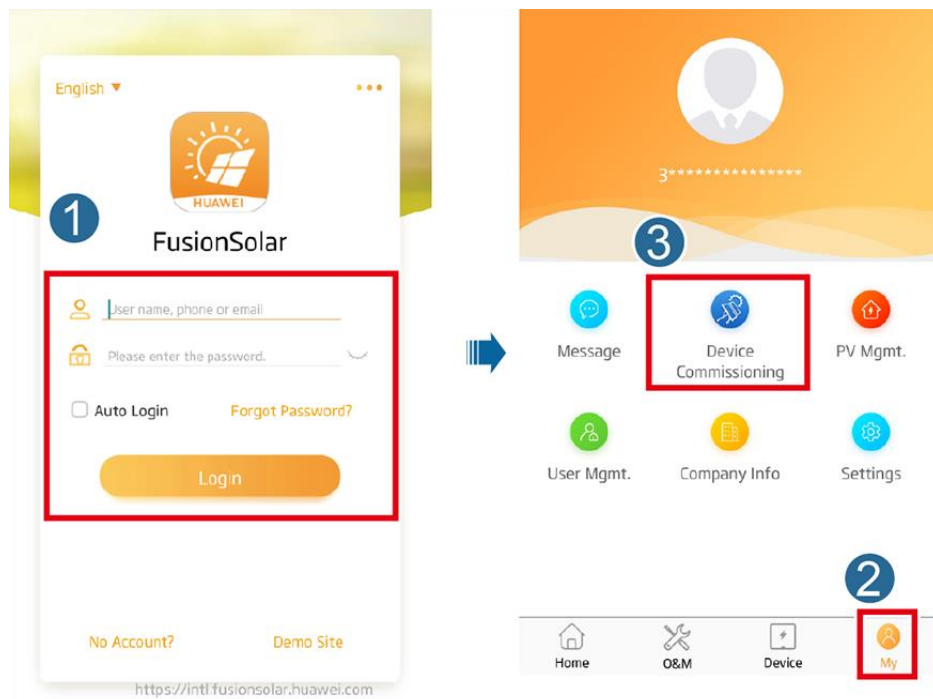 English ▼
HUAWEI
1
FusionSolar
User name, phone or email
Please enter the password.
Auto Login
Forgot Password?
Login
No Account?
Demo Site
https://intl.fusionsolar.huawei.com
3***************
3
Message
Device
Commissioning
PV Mgmt.
User Mgmt.
Company Info
Settings
2
Home
O&M
Device
My